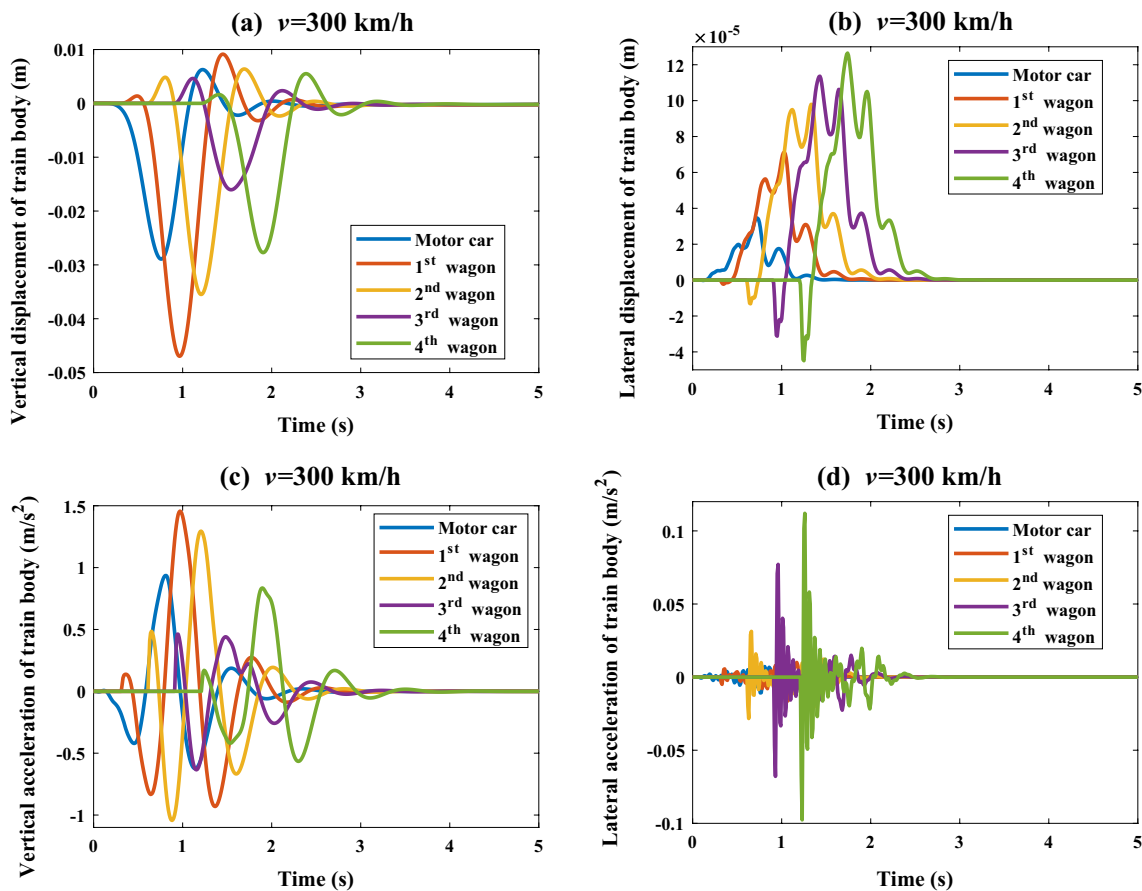 (a) v=300 km/h
Vertical displacement of train body (m)
0.01
0
-0.01
-0.02
-0.03
-0.04
-0.05
Motor car
1st wagon
2nd wagon
3rd wagon
4th wagon
0 1 2 3 4 5
Time (s)
(b) v=300 km/h
×10-5
Lateral displacement of train body (m)
12
10
8
6
4
2
0
-2
-4
Motor car
1st wagon
2nd wagon
3rd wagon
4th wagon
0 1 2 3 4 5
Time (s)
(c) v=300 km/h
Vertical acceleration of train body (m/s2)
1.5
1
0.5
0
-0.5
-1
Motor car
1st wagon
2nd wagon
3rd wagon
4th wagon
0 1 2 3 4 5
Time (s)
(d) v=300 km/h
Lateral acceleration of train body (m/s2)
0.1
0.05
0
-0.05
-0.1
Motor car
1st wagon
2nd wagon
3rd wagon
4th wagon
0 1 2 3 4 5
Time (s)